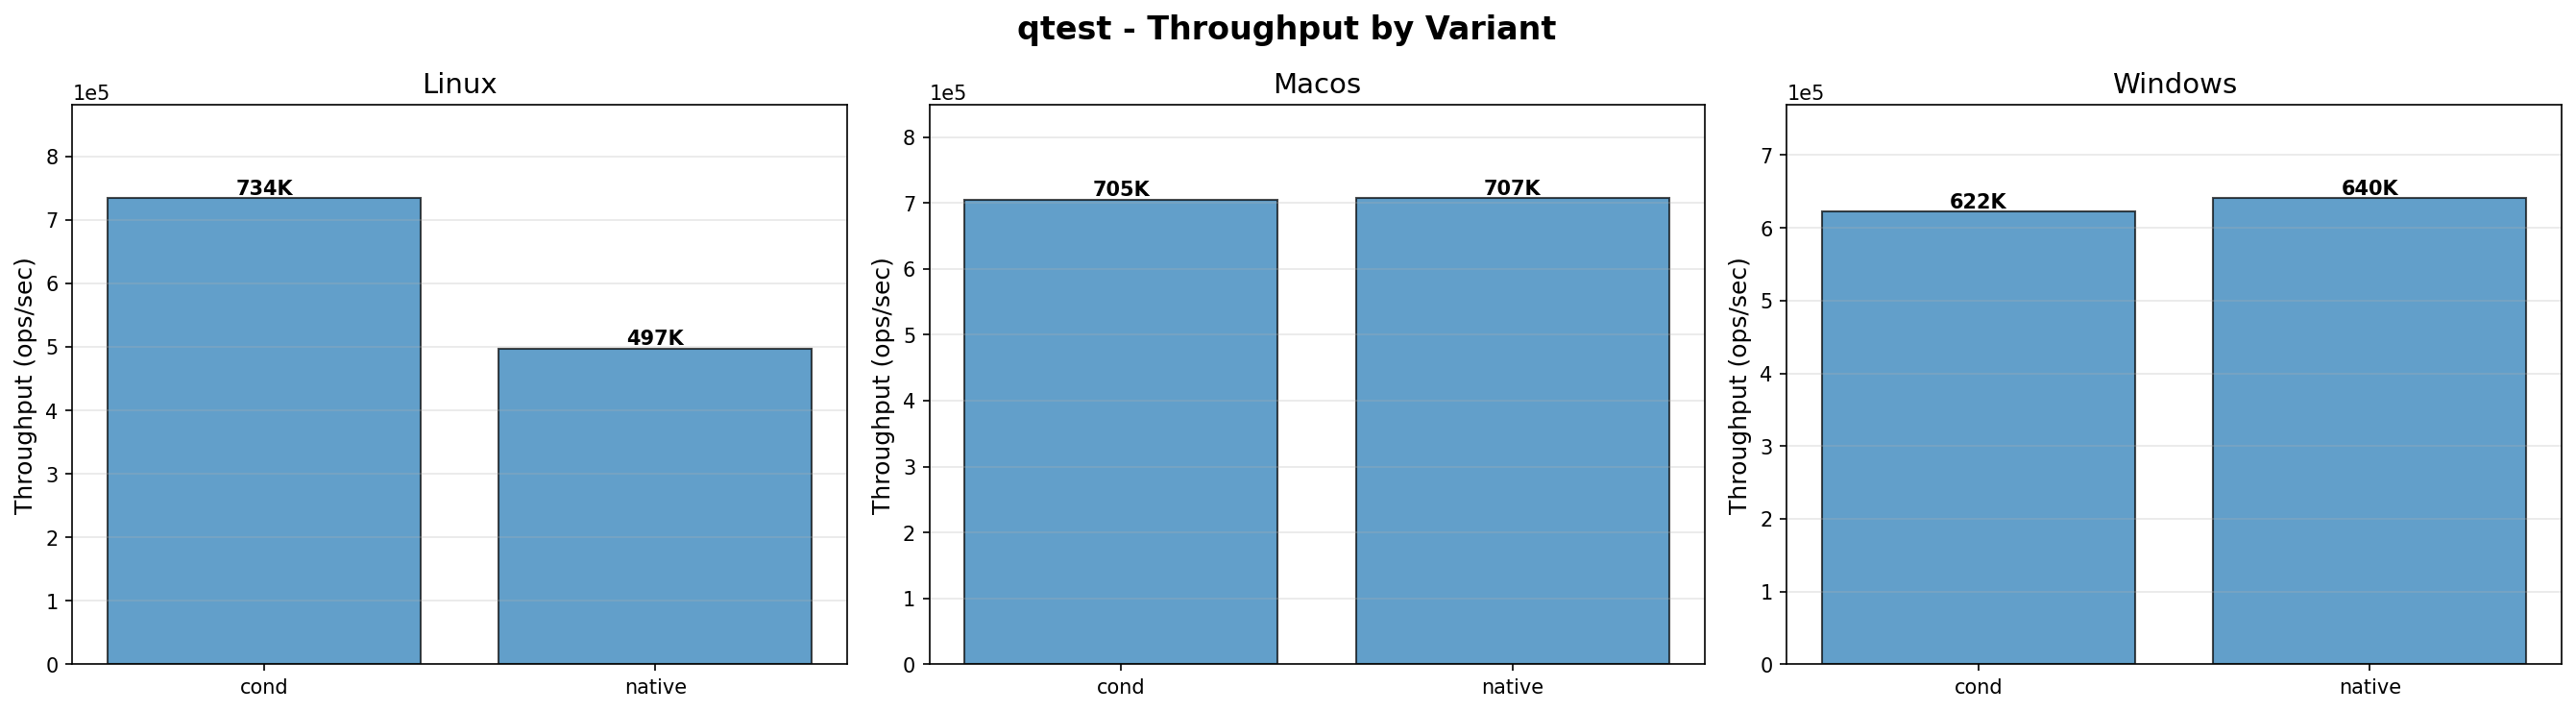 qtest - Throughput by Variant
Linux
1e5
Throughput (ops/sec)
8
7
6
5
4
3
2
1
0
734K
497K
cond
native
Macos
1e5
Throughput (ops/sec)
8
7
6
5
4
3
2
1
0
705K
707K
cond
native
Windows
1e5
Throughput (ops/sec)
7
6
5
4
3
2
1
0
622K
640K
cond
native